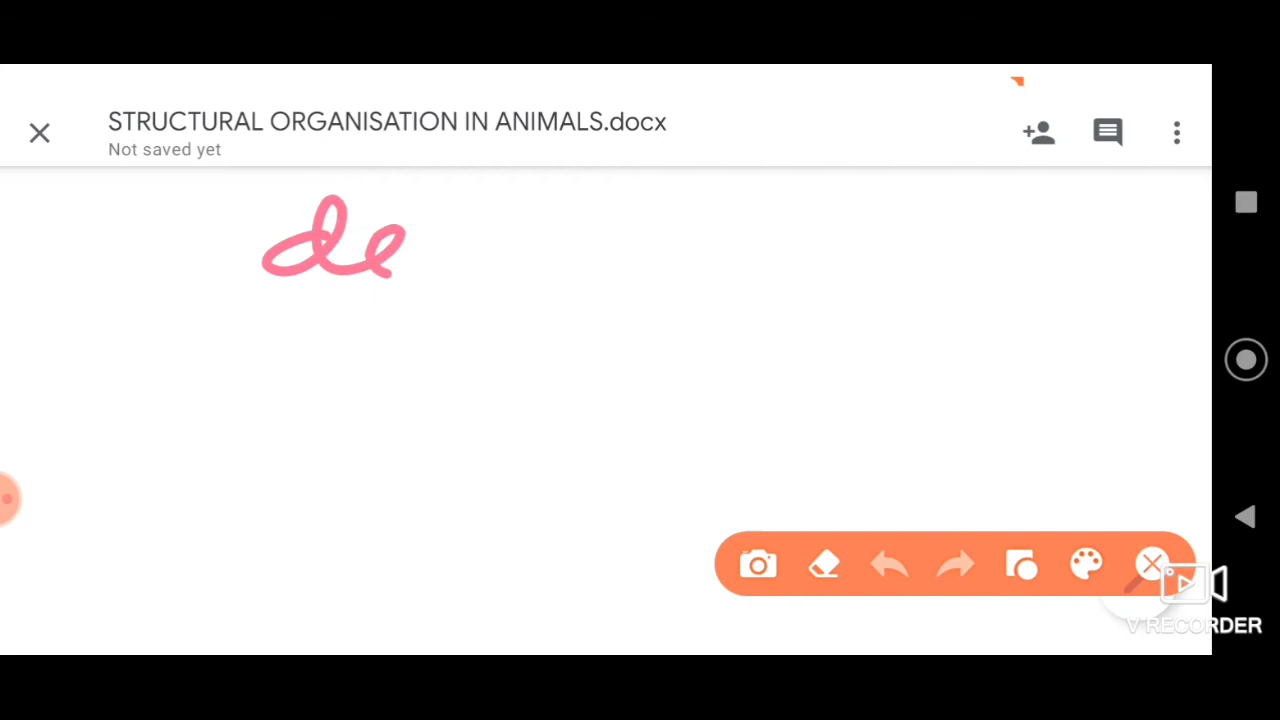 STRUCTURAL ORGANISATION IN ANIMALS.docx
Not saved yet
de
V RECORDER